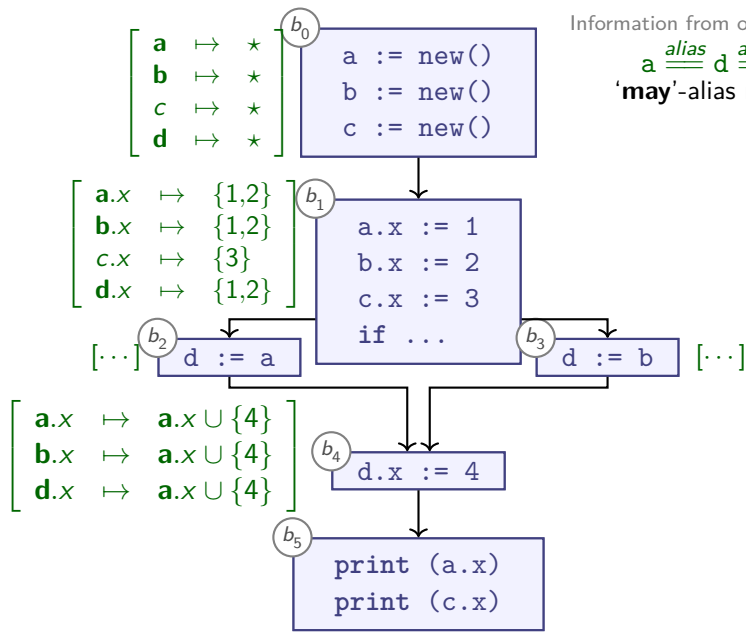 Information from o
a alias d a
'may'-alias
b0
a ↦ ⋆
b ↦ ⋆
c ↦ ⋆
d ↦ ⋆
a := new()
b := new()
c := new()
b1
a.x ↦ {1,2}
b.x ↦ {1,2}
c.x ↦ {3}
d.x ↦ {1,2}
a.x := 1
b.x := 2
c.x := 3
if ...
[···] b2 d := a
b3 d := b [···]
a.x ↦ a.x ∪ {4}
b.x ↦ a.x ∪ {4}
d.x ↦ a.x ∪ {4}
b4
d.x := 4
b5
print (a.x)
print (c.x)